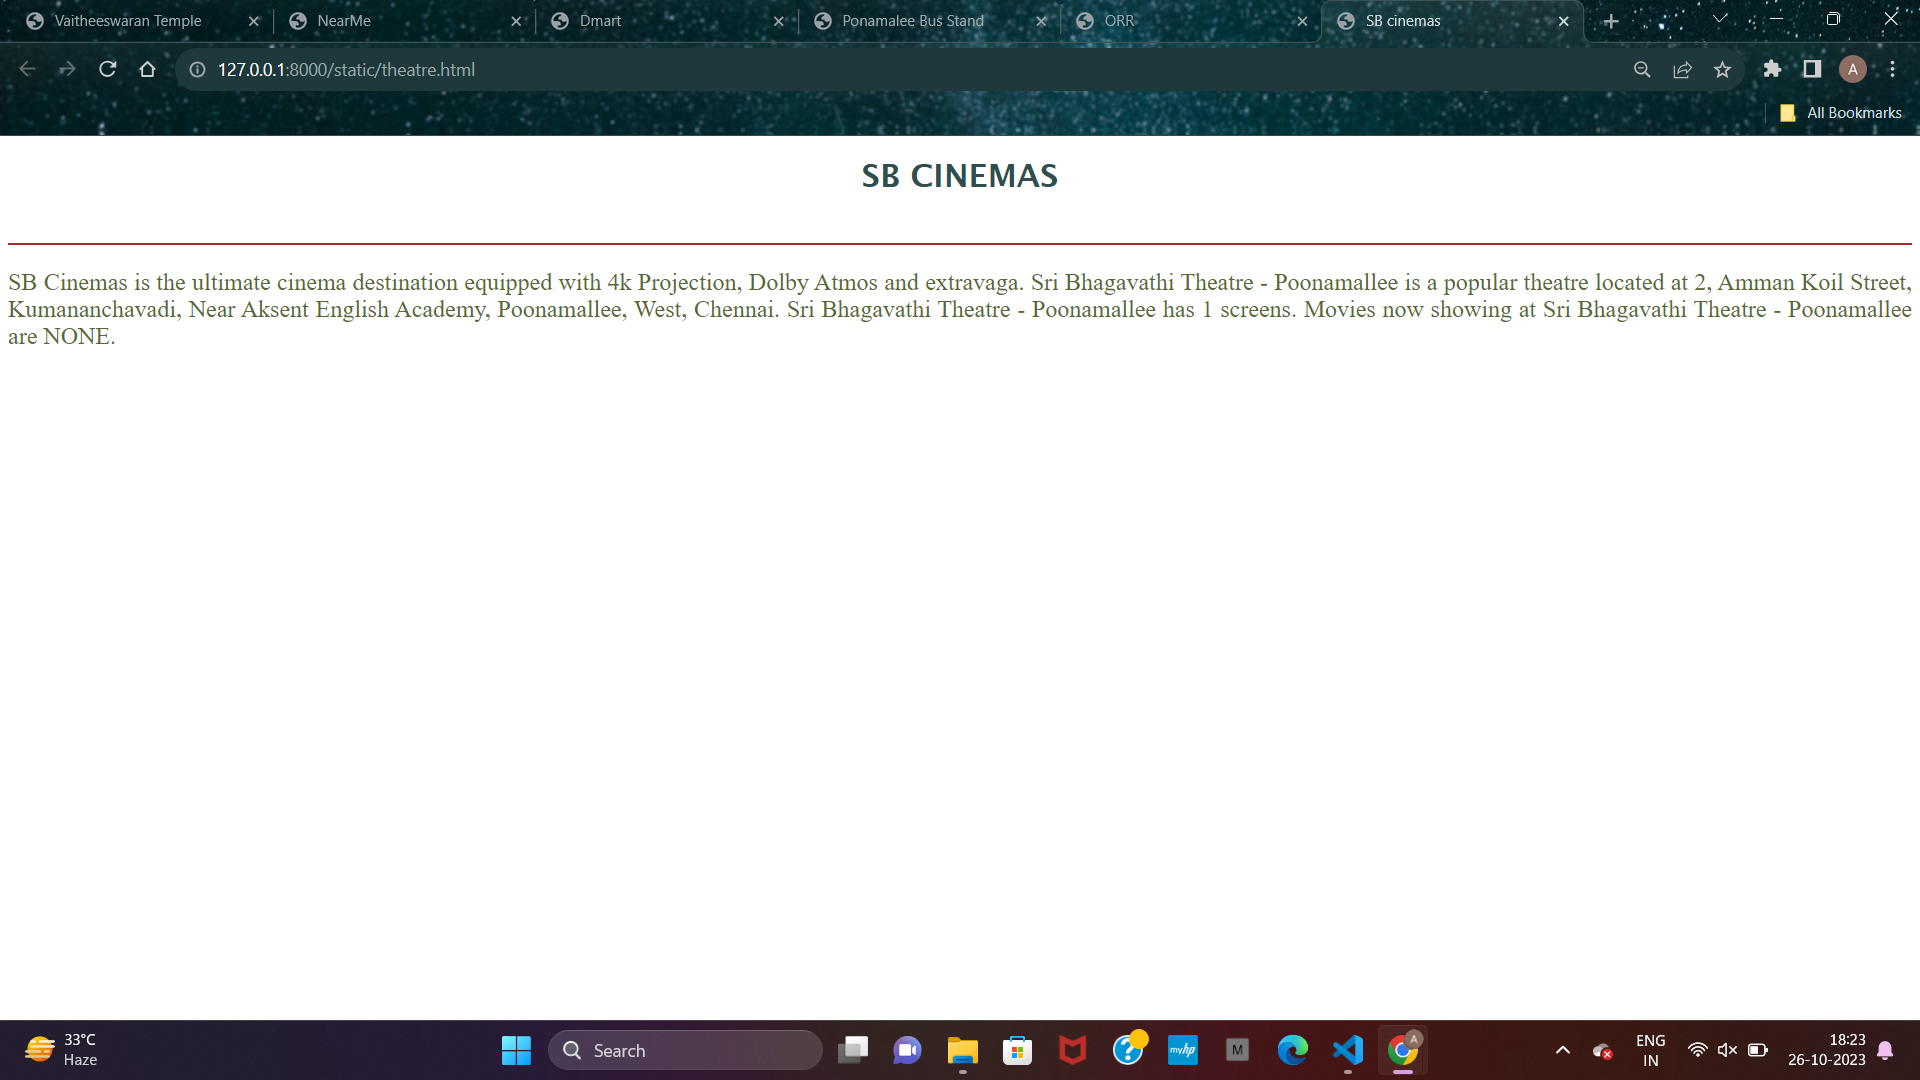 Vaitheeswaran Temple
NearMe
Dmart
Ponamalee Bus Stand
ORR
SB cinemas
127.0.0.1:8000/static/theatre.html
A
All Bookmarks
SB CINEMAS
SB Cinemas is the ultimate cinema destination equipped with 4k Projection, Dolby Atmos and extravaga. Sri Bhagavathi Theatre - Poonamallee is a popular theatre located at 2, Amman Koil Street,
Kumananchavadi, Near Aksent English Academy, Poonamallee, West, Chennai. Sri Bhagavathi Theatre - Poonamallee has 1 screens. Movies now showing at Sri Bhagavathi Theatre - Poonamallee
are NONE.
33°C
Haze
Search
myhp
M
A
ENG
IN
18:23
26-10-2023